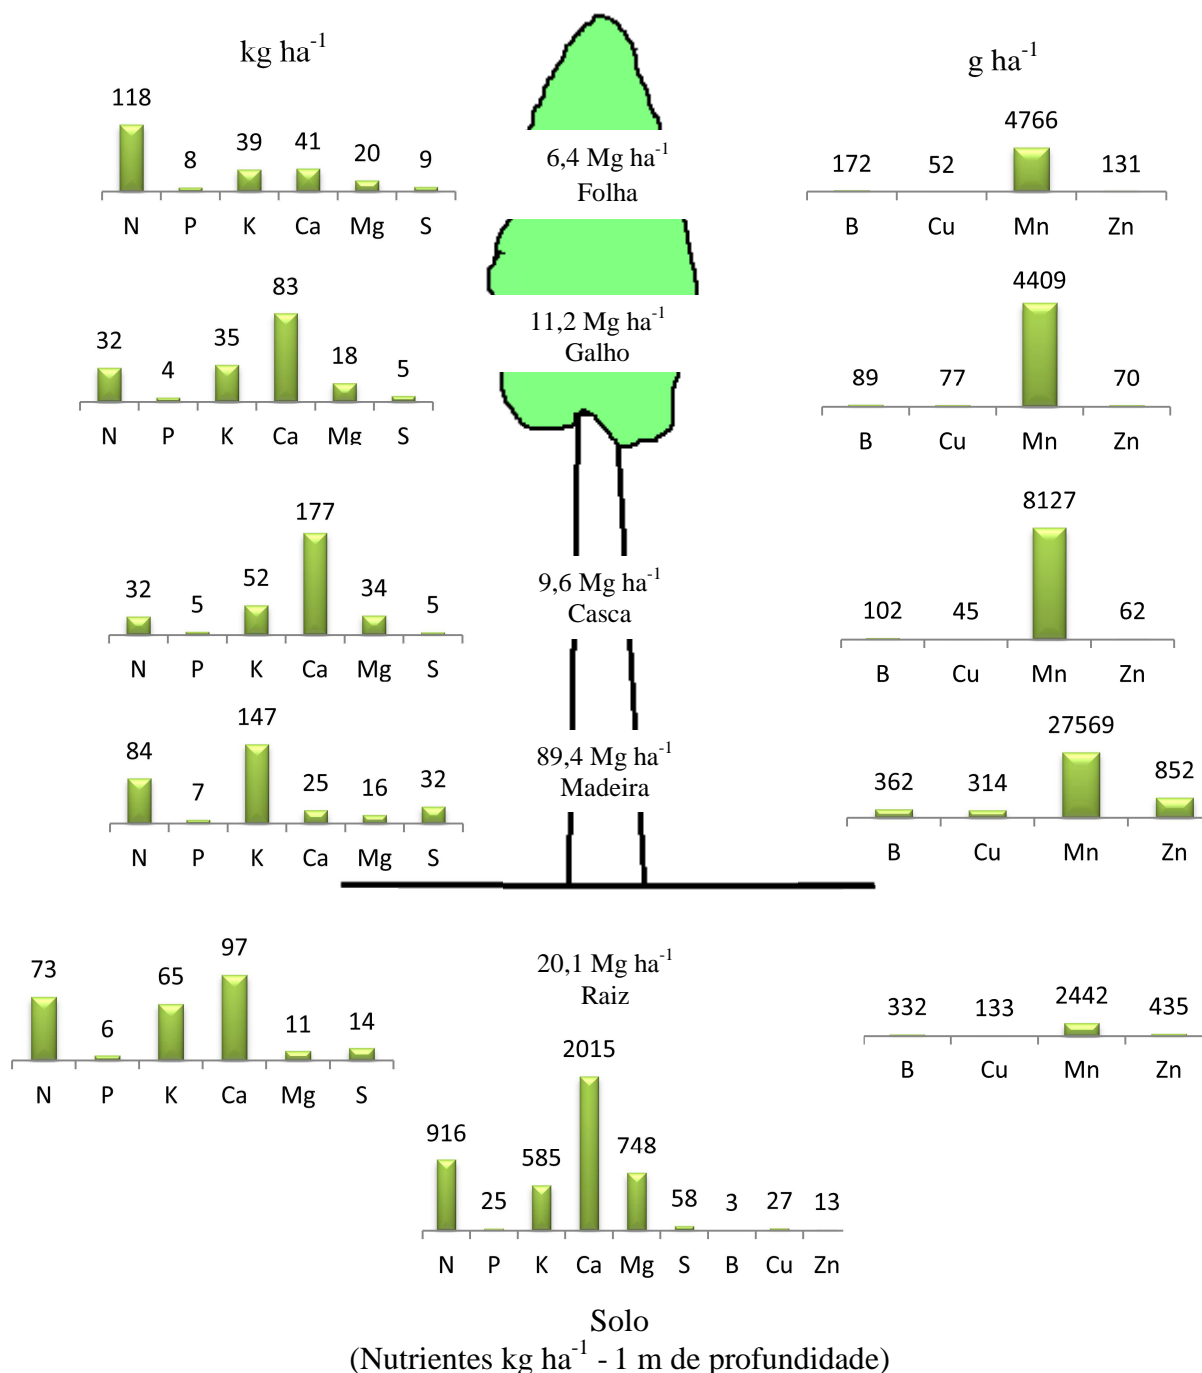 kg ha⁻¹
g ha⁻¹
118 8 39 41 20 9
N P K Ca Mg S
6,4 Mg ha⁻¹
Folha
172 52 4766 131
B Cu Mn Zn
32 4 35 83 18 5
N P K Ca Mg S
11,2 Mg ha⁻¹
Galho
89 77 4409 70
B Cu Mn Zn
32 5 52 177 34 5
N P K Ca Mg S
9,6 Mg ha⁻¹
Casca
102 45 8127 62
B Cu Mn Zn
84 7 147 25 16 32
N P K Ca Mg S
89,4 Mg ha⁻¹
Madeira
362 314 27569 852
B Cu Mn Zn
73 6 65 97 11 14
N P K Ca Mg S
20,1 Mg ha⁻¹
Raiz
332 133 2442 435
B Cu Mn Zn
916 25 585 2015 748 58 3 27 13
N P K Ca Mg S B Cu Zn
Solo
(Nutrientes kg ha⁻¹ - 1 m de profundidade)